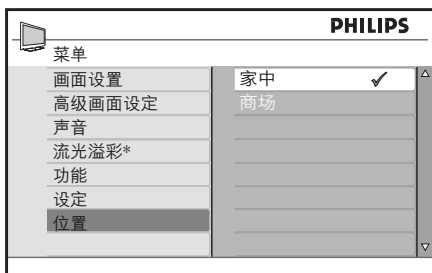 PHILIPS
菜单
画面设置
高级画面设定
声音
流光溢彩*
功能
设定
位置
家中 ✓
商场